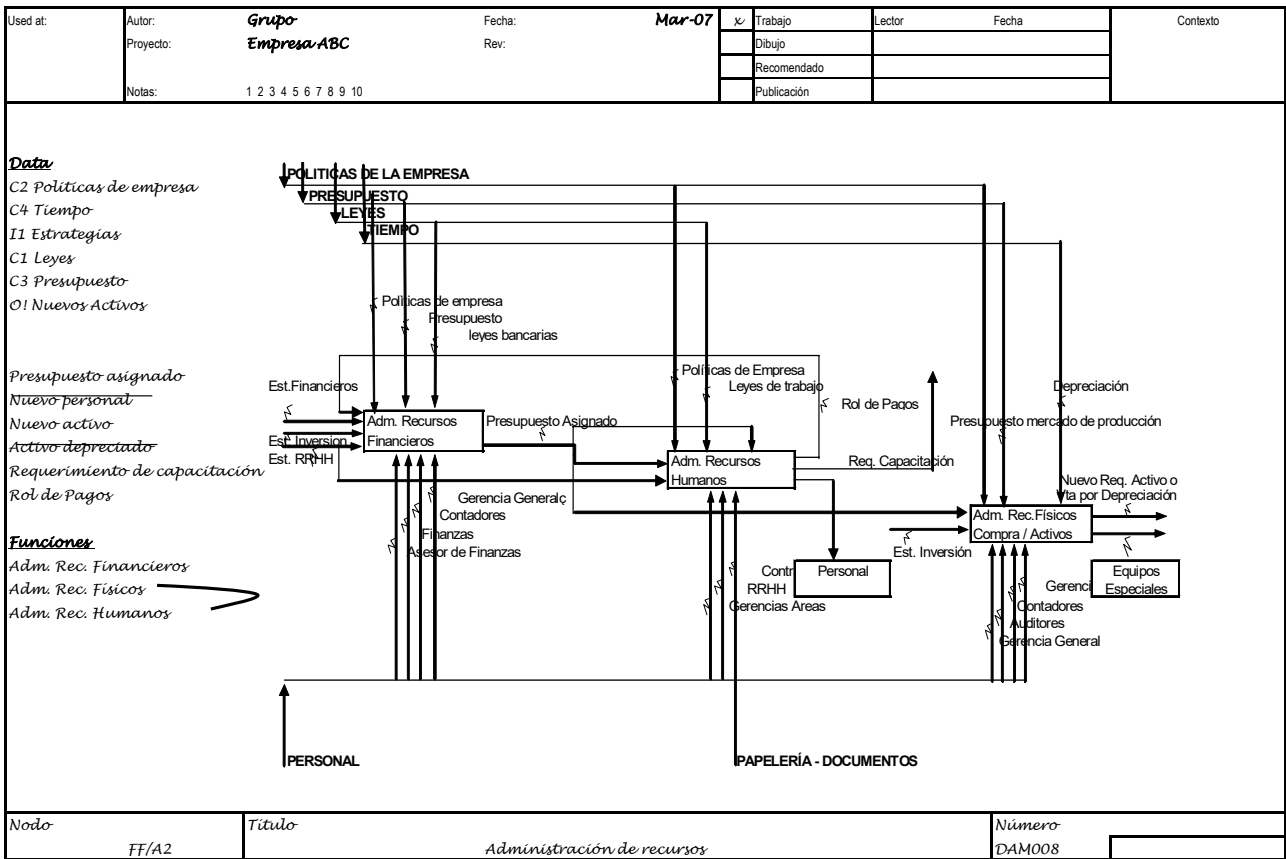 Used at:
Autor: Grupo Fecha: Mar-07 x Trabajo Lector Fecha Contexto
Proyecto: Empresa ABC Rev: Dibujo
Recomendado
Notas: 1 2 3 4 5 6 7 8 9 10 Publicación
Data
C2 Políticas de empresa
C4 Tiempo
I1 Estrategias
C1 Leyes
C3 Presupuesto
O! Nuevos Activos
Presupuesto asignado
Nuevo personal
Nuevo activo
Activo depreciado
Requerimiento de capacitación
Rol de Pagos
Funciones
Adm. Rec. Financieros
Adm. Rec. Físicos
Adm. Rec. Humanos
POLITICAS DE LA EMPRESA
PRESUPUESTO
LEYES
TIEMPO
Políticas de empresa
Presupuesto
leyes bancarias
Est.Financieros
Est. Inversion
Est. RRHH
Adm. Recursos
Financieros
Presupuesto Asignado
Gerencia Generalç
Contadores
Finanzas
Asesor de Finanzas
Políticas de Empresa
Leyes de trabajo
Rol de Pagos
Adm. Recursos
Humanos
Req. Capacitación
Contr
RRHH
Gerencias Areas
Personal
Depreciación
Presupuesto mercado de producción
Nuevo Req. Activo o
Vta por Depreciación
Adm. Rec.Físicos
Compra / Activos
Est. Inversión
Equipos
Especiales
Gerenci
Contadores
Auditores
Gerencia General
PERSONAL
PAPELERÍA - DOCUMENTOS
Nodo Título Número
FF/A2 Administración de recursos DAM008